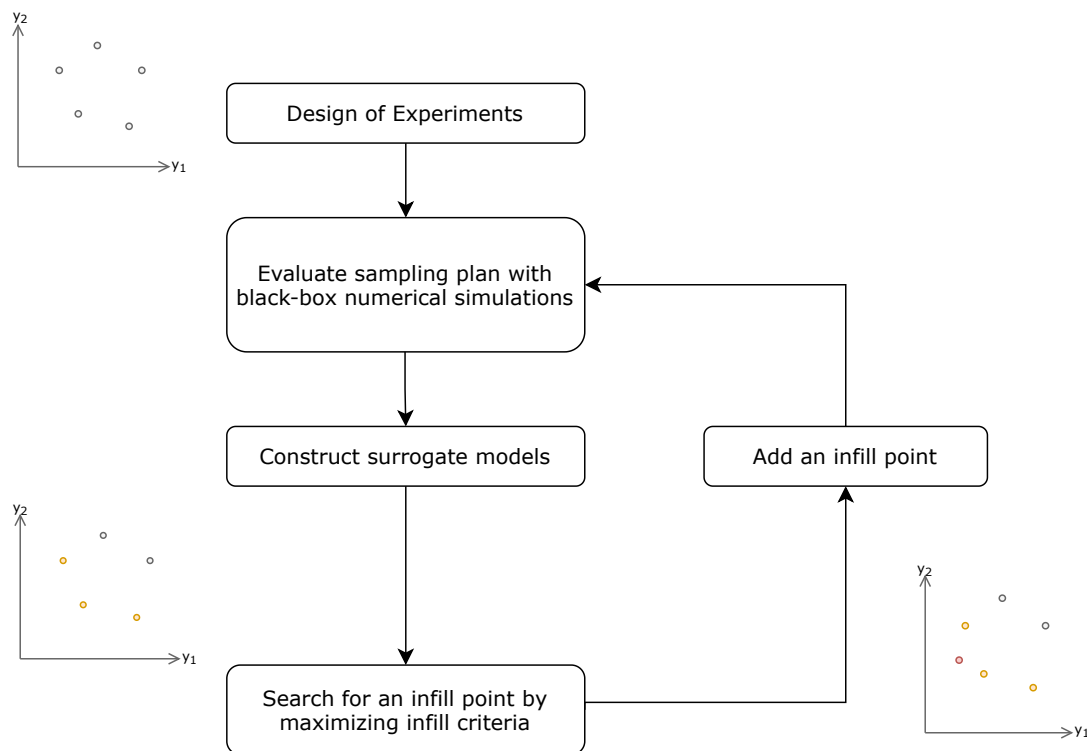 y2
y1
Design of Experiments
Evaluate sampling plan with
black-box numerical simulations
Construct surrogate models
Add an infill point
y2
y1
y2
y1
Search for an infill point by
maximizing infill criteria